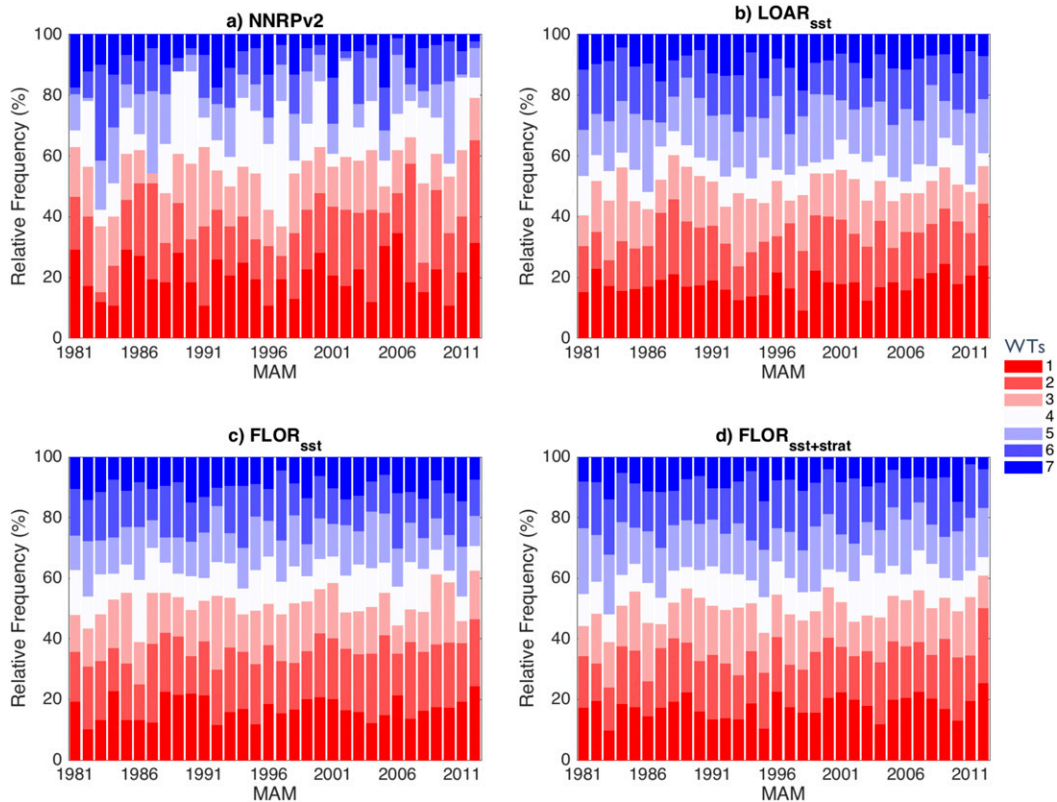 a) NNRPv2
Relative Frequency (%)
100
80
60
40
20
0
1981 1986 1991 1996 2001 2006 2011
MAM
b) LOARsst
Relative Frequency (%)
100
80
60
40
20
0
1981 1986 1991 1996 2001 2006 2011
MAM
WTs
1
2
3
4
5
6
7
c) FLORsst
Relative Frequency (%)
100
80
60
40
20
0
1981 1986 1991 1996 2001 2006 2011
MAM
d) FLORsst+strat
Relative Frequency (%)
100
80
60
40
20
0
1981 1986 1991 1996 2001 2006 2011
MAM